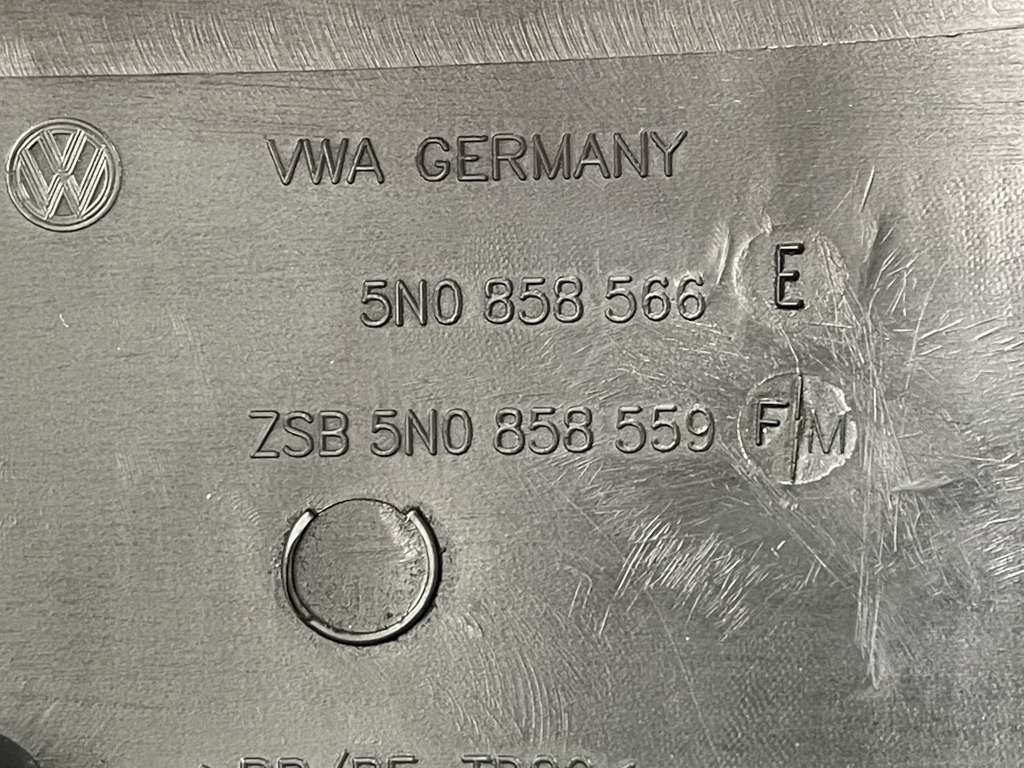 VWA GERMANY
5N0 858 566 E
ZSB 5N0 858 559 F/M